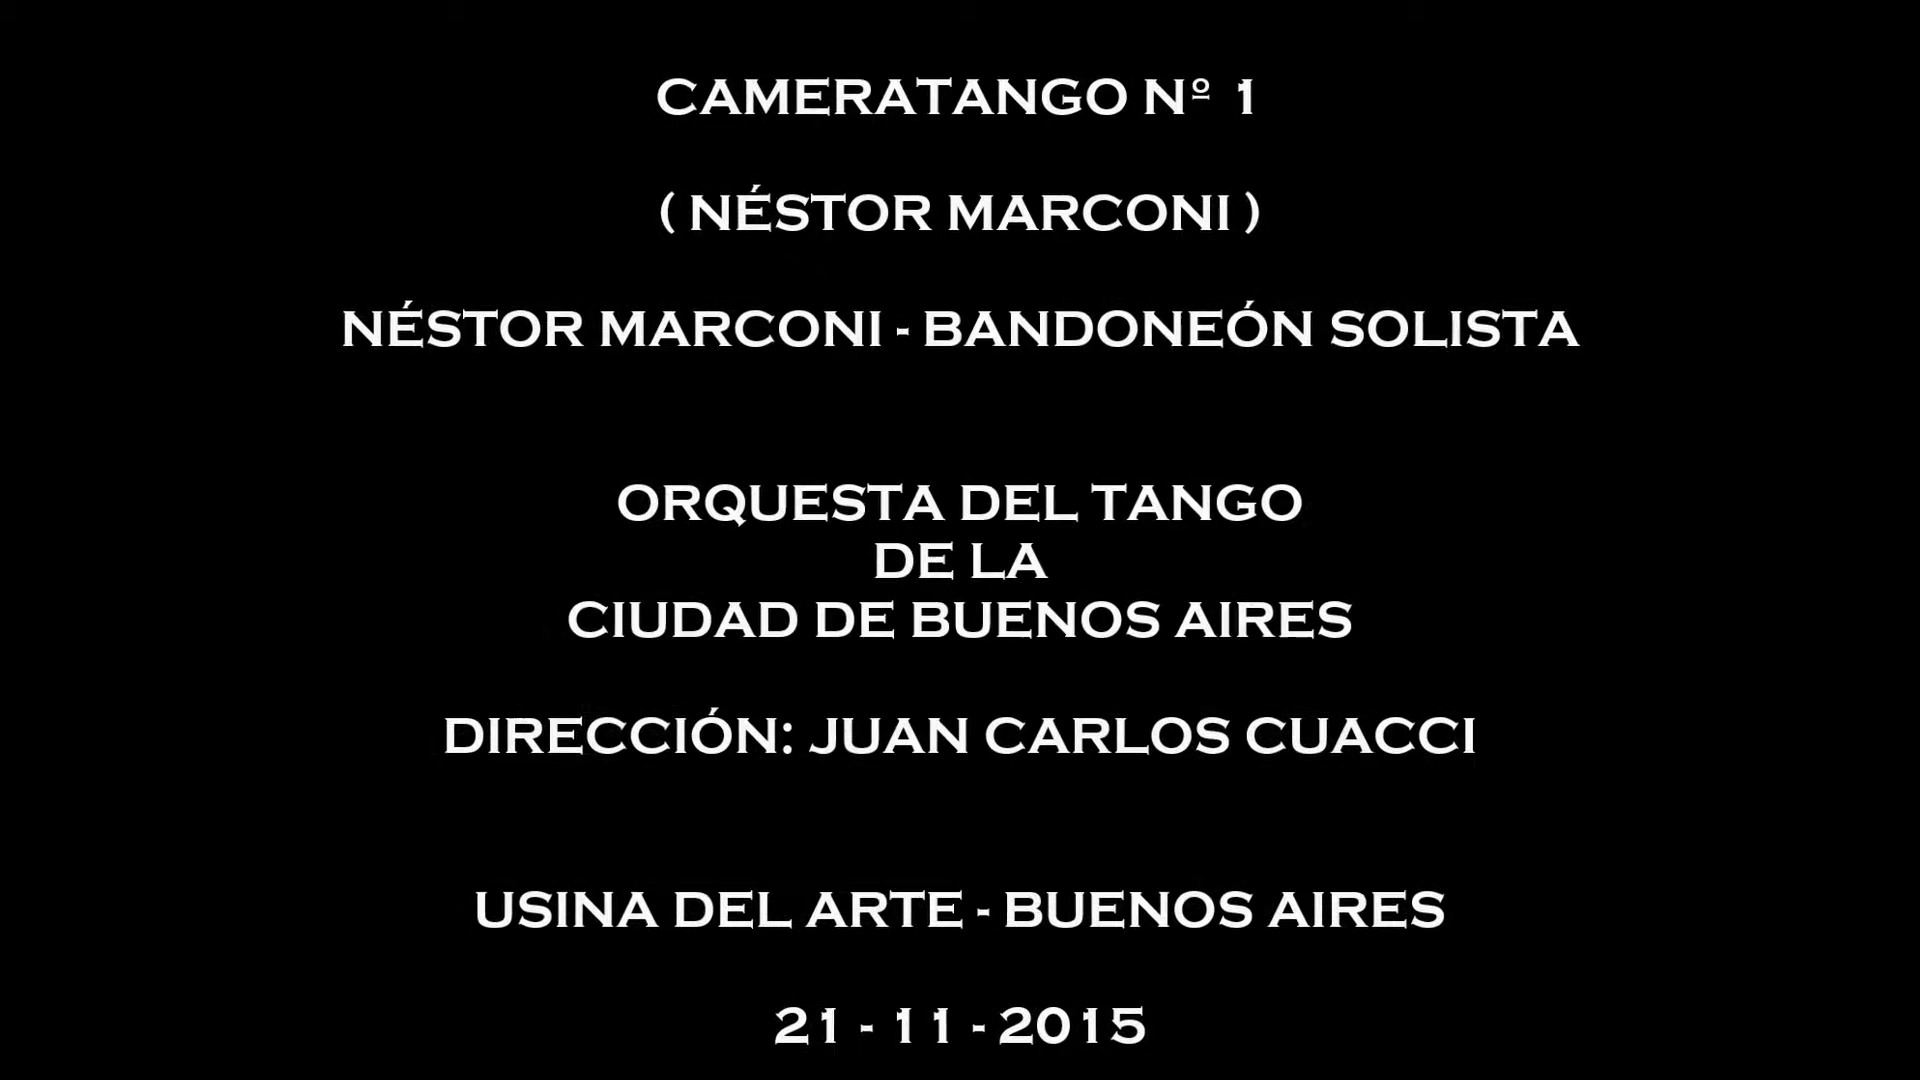 CAMERATANGO Nº 1
( NÉSTOR MARCONI )
NÉSTOR MARCONI - BANDONEÓN SOLISTA
ORQUESTA DEL TANGO
DE LA
CIUDAD DE BUENOS AIRES
DIRECCIÓN: JUAN CARLOS CUACCI
USINA DEL ARTE - BUENOS AIRES
21 - 11 - 2015